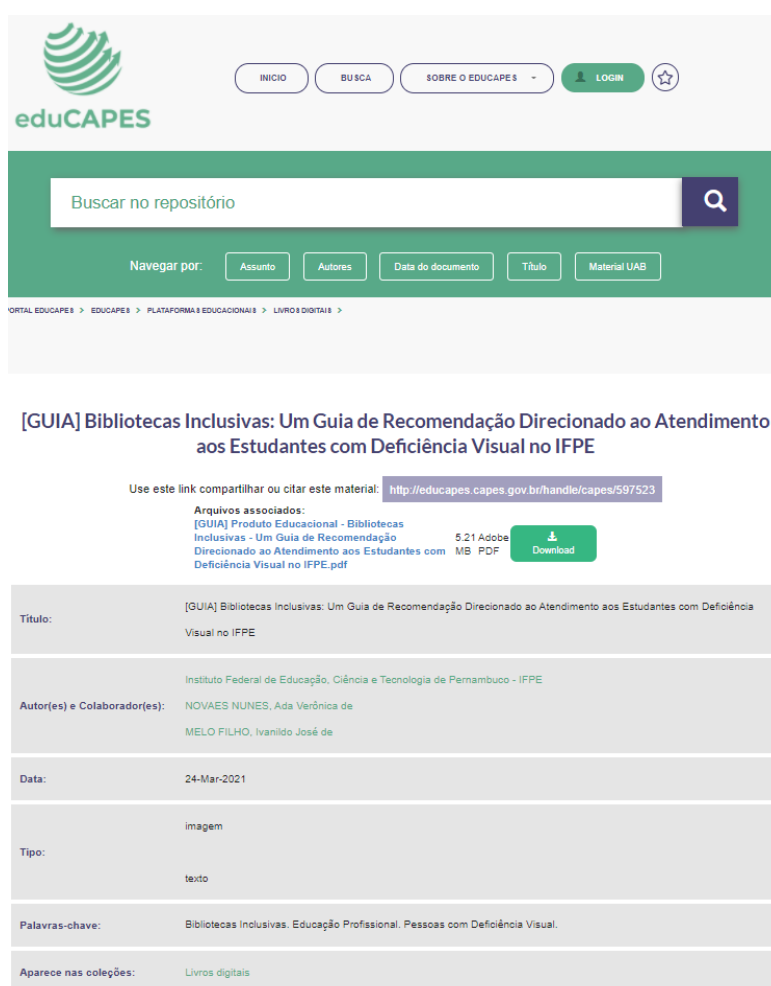 eduCAPES
INICIO BUSCA SOBRE O EDUCAPES LOGIN
Buscar no repositório
Navegar por: Assunto Autores Data do documento Título Material UAB
PORTAL EDUCAPES > EDUCAPES > PLATAFORMAS EDUCACIONAIS > LIVROS DIGITAIS >
[GUIA] Bibliotecas Inclusivas: Um Guia de Recomendação Direcionado ao Atendimento
aos Estudantes com Deficiência Visual no IFPE
Use este link compartilhar ou citar este material: http://educapes.capes.gov.br/handle/capes/597523
Arquivos associados:
[GUIA] Produto Educacional - Bibliotecas
Inclusivas - Um Guia de Recomendação
Direcionado ao Atendimento aos Estudantes com
Deficiência Visual no IFPE.pdf
5.21 Adobe
MB PDF
Download
Título:
[GUIA] Bibliotecas Inclusivas: Um Guia de Recomendação Direcionado ao Atendimento aos Estudantes com Deficiência
Visual no IFPE
Autor(es) e Colaborador(es):
Instituto Federal de Educação, Ciência e Tecnologia de Pernambuco - IFPE
NOVAES NUNES, Ada Verônica de
MELO FILHO, Ivanildo José de
Data: 24-Mar-2021
Tipo:
imagem
texto
Palavras-chave: Bibliotecas Inclusivas. Educação Profissional. Pessoas com Deficiência Visual.
Aparece nas coleções: Livros digitais